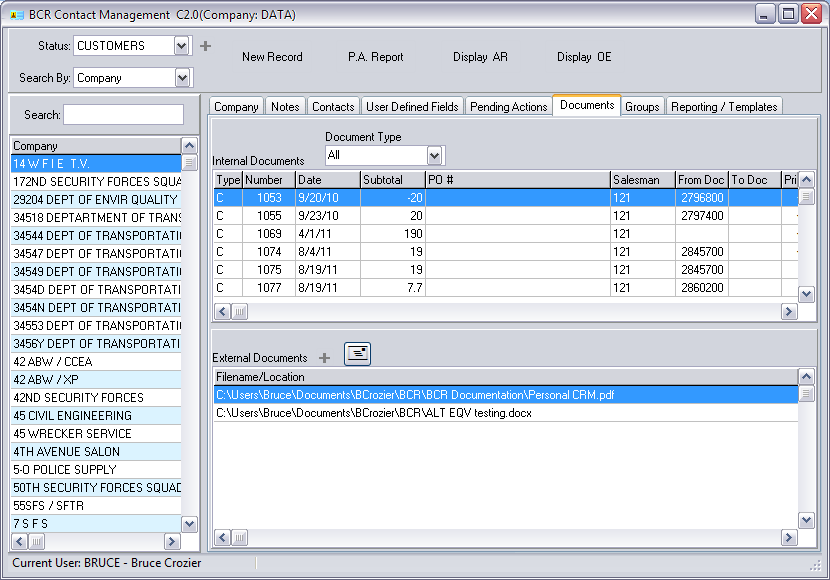 BCR Contact Management C2.0(Company: DATA)
Status: CUSTOMERS
New Record P.A. Report Display AR Display OE
Search By: Company
Search:
Company Notes Contacts User Defined Fields Pending Actions Documents Groups Reporting / Templates
Company
14 W F I E T.V.
172ND SECURITY FORCES SQUA
29204 DEPT OF ENVIR QUALITY
34518 DEPTARTMENT OF TRANS
34544 DEPT OF TRANSPORTATI
34547 DEPT OF TRANSPORTATI
34549 DEPT OF TRANSPORTATI
3454D DEPT OF TRANSPORTATI
3454N DEPT OF TRANSPORTATI
34553 DEPT OF TRANSPORTATI
3456Y DEPT OF TRANSPORTATI
42 ABW / CCEA
42 ABW / XP
42ND SECURITY FORCES
45 CIVIL ENGINEERING
45 WRECKER SERVICE
4TH AVENUE SALON
5-O POLICE SUPPLY
50TH SECURITY FORCES SQUAD
55SFS / SFTR
7 S F S
Document Type
Internal Documents All
Type Number Date Subtotal PO # Salesman From Doc To Doc Pri
C 1053 9/20/10 -20 121 2796800
C 1055 9/23/10 20 121 2797400
C 1069 4/1/11 190 121
C 1074 8/4/11 19 121 2845700
C 1075 8/19/11 19 121 2845700
C 1077 8/19/11 7.7 121 2860200
External Documents
Filename/Location
C:\Users\Bruce\Documents\BCrozier\BCR\BCR Documentation\Personal CRM.pdf
C:\Users\Bruce\Documents\BCrozier\BCR\ALT EQV testing.docx
Current User: BRUCE - Bruce Crozier